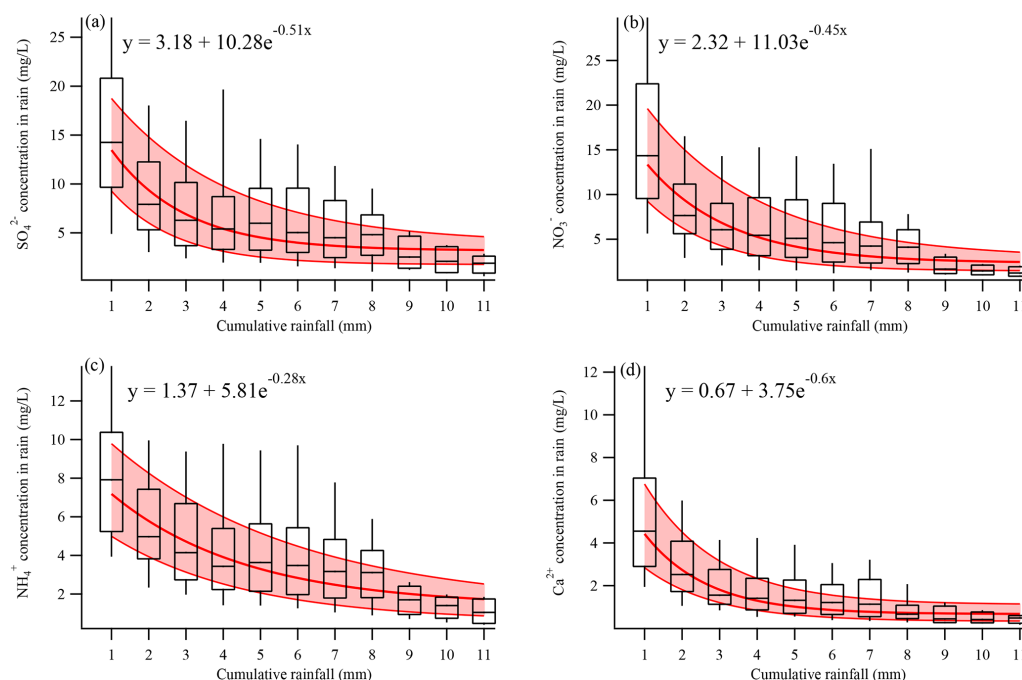 (a)
y = 3.18 + 10.28e^-0.51x
SO₄²⁻ concentration in rain (mg/L)
25
20
15
10
5
1 2 3 4 5 6 7 8 9 10 11
Cumulative rainfall (mm)
(b)
y = 2.32 + 11.03e^-0.45x
NO₃⁻ concentration in rain (mg/L)
25
20
15
10
5
1 2 3 4 5 6 7 8 9 10 1
Cumulative rainfall (mm)
(c)
y = 1.37 + 5.81e^-0.28x
NH₄⁺ concentration in rain (mg/L)
12
10
8
6
4
2
1 2 3 4 5 6 7 8 9 10 11
Cumulative rainfall (mm)
(d)
y = 0.67 + 3.75e^-0.6x
Ca²⁺ concentration in rain (mg/L)
12
10
8
6
4
2
1 2 3 4 5 6 7 8 9 10 1
Cumulative rainfall (mm)